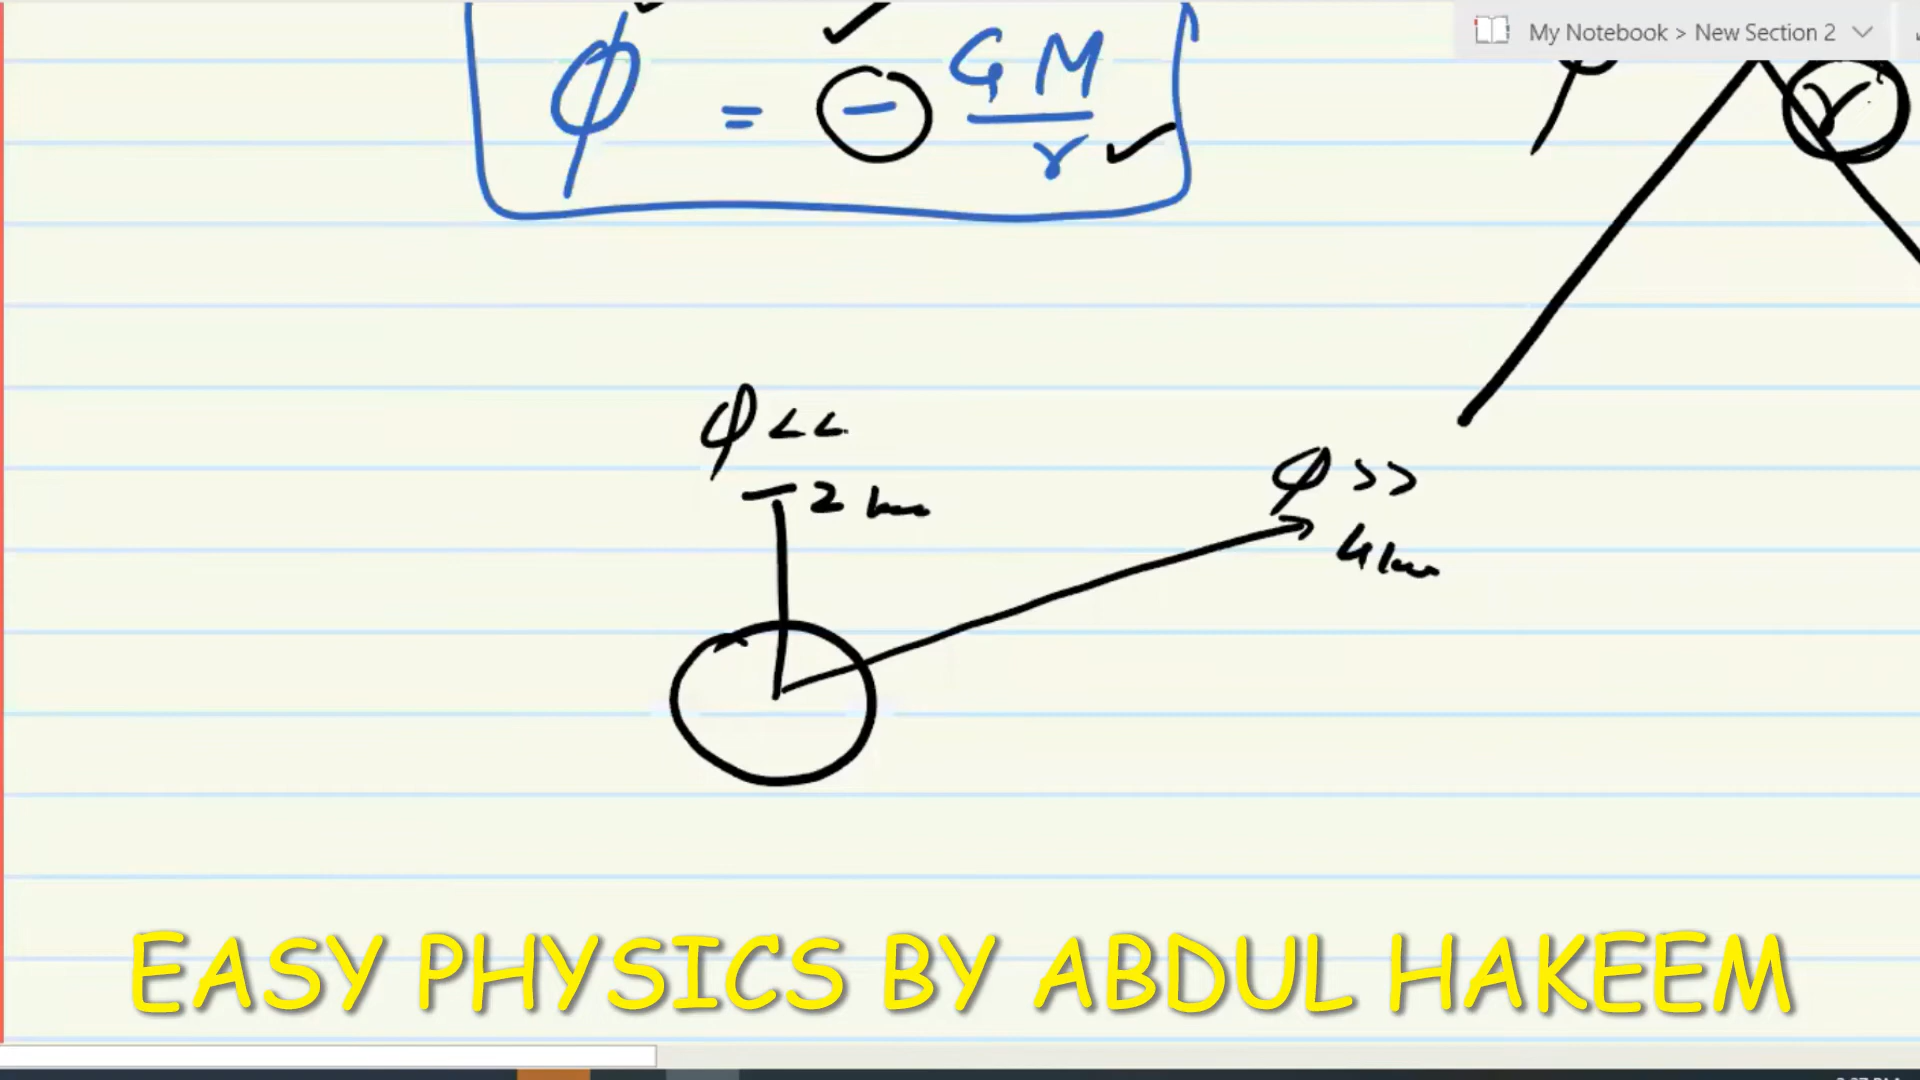 My Notebook > New Section 2
φ = - GM/r
r
φ <<
2 km
φ >>
4 km
EASY PHYSICS BY ABDUL HAKEEM